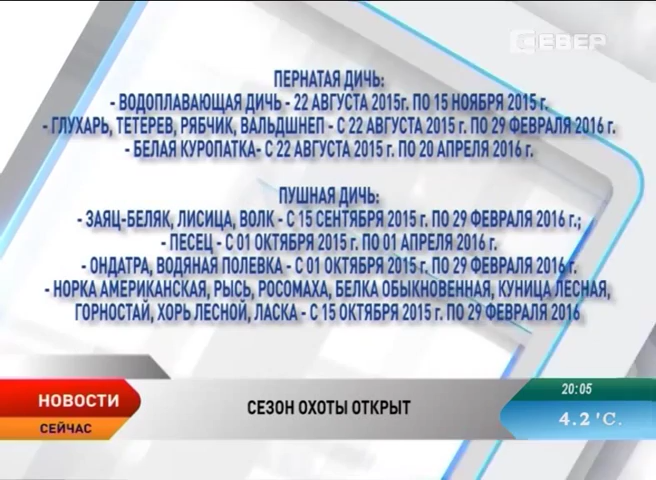 СЕВЕР
ПЕРНАТАЯ ДИЧЬ:
- ВОДОПЛАВАЮЩАЯ ДИЧЬ - 22 АВГУСТА 2015г. ПО 15 НОЯБРЯ 2015 г.
- ГЛУХАРЬ, ТЕТЕРЕВ, РЯБЧИК, ВАЛЬДШНЕП - С 22 АВГУСТА 2015 г. ПО 29 ФЕВРАЛЯ 2016 г.
- БЕЛАЯ КУРОПАТКА- С 22 АВГУСТА 2015 г. ПО 20 АПРЕЛЯ 2016 г.
ПУШНАЯ ДИЧЬ:
- ЗАЯЦ-БЕЛЯК, ЛИСИЦА, ВОЛК - С 15 СЕНТЯБРЯ 2015 г. ПО 29 ФЕВРАЛЯ 2016 г.;
- ПЕСЕЦ - С 01 ОКТЯБРЯ 2015 г. ПО 01 АПРЕЛЯ 2016 г.
- ОНДАТРА, ВОДЯНАЯ ПОЛЕВКА - С 01 ОКТЯБРЯ 2015 г. ПО 29 ФЕВРАЛЯ 2016 г.
- НОРКА АМЕРИКАНСКАЯ, РЫСЬ, РОСОМАХА, БЕЛКА ОБЫКНОВЕННАЯ, КУНИЦА ЛЕСНАЯ,
ГОРНОСТАЙ, ХОРЬ ЛЕСНОЙ, ЛАСКА - С 15 ОКТЯБРЯ 2015 г. ПО 29 ФЕВРАЛЯ 2016
НОВОСТИ
СЕЙЧАС
СЕЗОН ОХОТЫ ОТКРЫТ
20:05
4.2 'C.